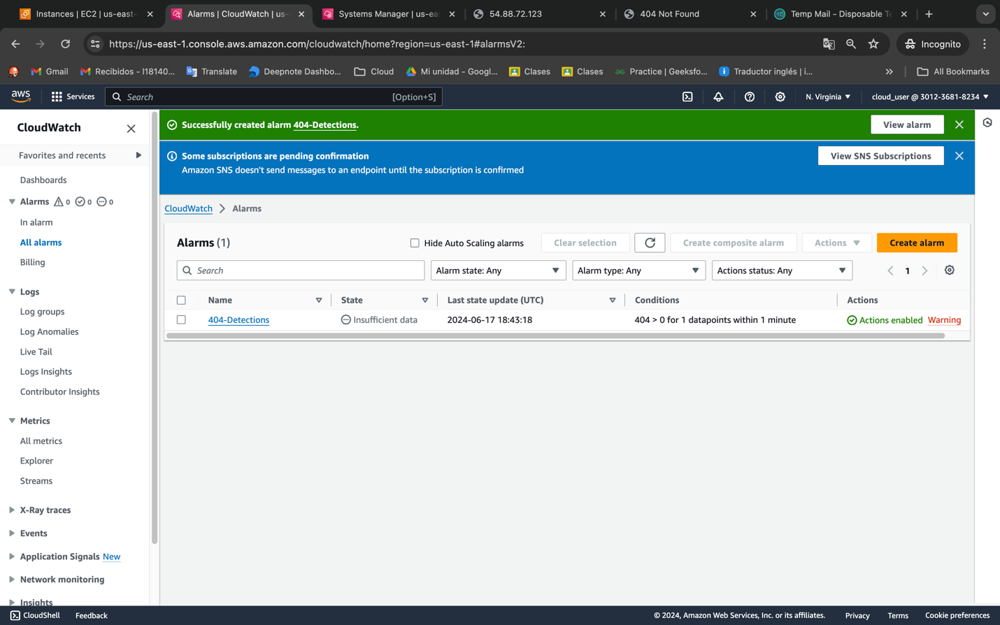 Instances | EC2 | us-east-
Alarms | CloudWatch | us-
Systems Manager | us-eas
54.88.72.123
404 Not Found
Temp Mail - Disposable Te
https://us-east-1.console.aws.amazon.com/cloudwatch/home?region=us-east-1#alarmsV2:
Incognito
Gmail
Recibidos - l18140...
Translate
Deepnote Dashbo...
Cloud
Mi unidad - Googl...
Clases
Clases
Practice | Geeksfo...
Traductor inglés | i...
All Bookmarks
aws
Services
Search
[Option+S]
N. Virginia
cloud_user @ 3012-3681-8234
CloudWatch
Favorites and recents
Dashboards
Alarms 0 0 0
In alarm
All alarms
Billing
Logs
Log groups
Log Anomalies
Live Tail
Logs Insights
Contributor Insights
Metrics
All metrics
Explorer
Streams
X-Ray traces
Events
Application Signals New
Network monitoring
Insights
Successfully created alarm 404-Detections.
View alarm
Some subscriptions are pending confirmation
Amazon SNS doesn't send messages to an endpoint until the subscription is confirmed
View SNS Subscriptions
CloudWatch
Alarms
Alarms (1)
Hide Auto Scaling alarms
Clear selection
Create composite alarm
Actions
Create alarm
Search
Alarm state: Any
Alarm type: Any
Actions status: Any
1
Name
State
Last state update (UTC)
Conditions
Actions
404-Detections
Insufficient data
2024-06-17 18:43:18
404 > 0 for 1 datapoints within 1 minute
Actions enabled
Warning
CloudShell
Feedback
© 2024, Amazon Web Services, Inc. or its affiliates.
Privacy
Terms
Cookie preferences